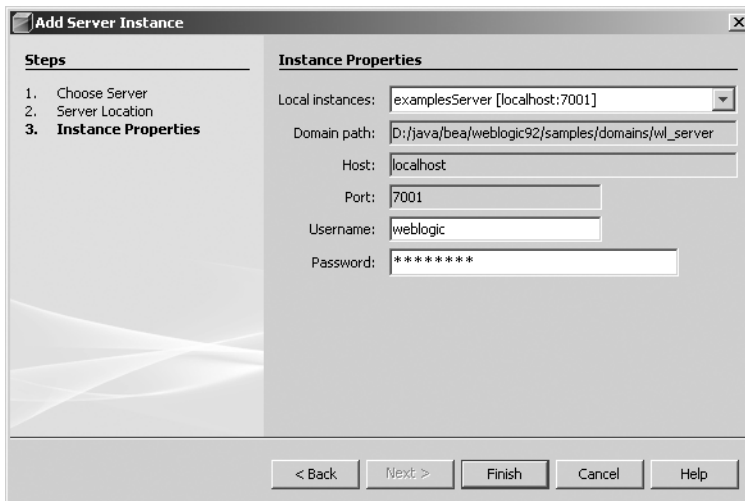 Add Server Instance
Steps
1. Choose Server
2. Server Location
3. Instance Properties
Instance Properties
Local instances: examplesServer [localhost:7001]
Domain path: D:/java/bea/weblogic92/samples/domains/wl_server
Host: localhost
Port: 7001
Username: weblogic
Password: ********
< Back Next > Finish Cancel Help